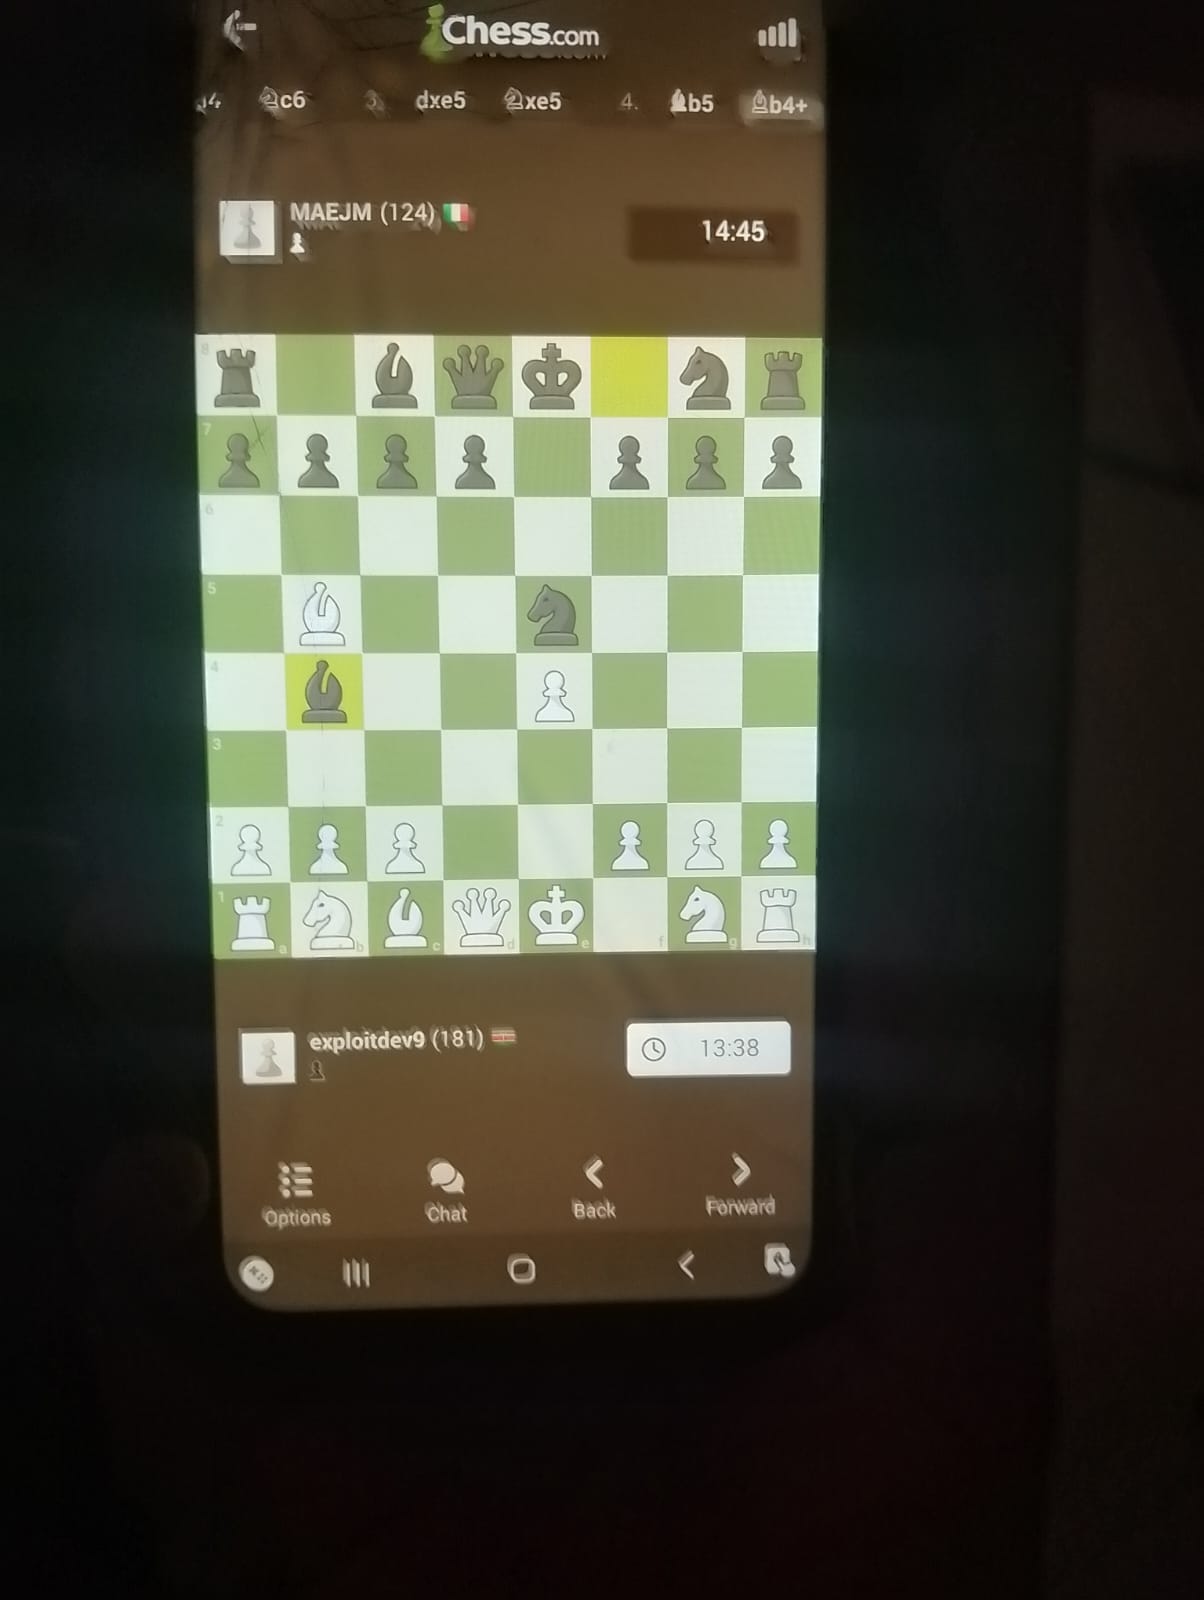 Chess.com
c6 3. dxe5 xe5 4. b5 b4+
MAEJM (124)
14:45
8
7
6
5
4
3
2
1
a b c d e f g h
exploitdev9 (181)
13:38
Options Chat Back Forward